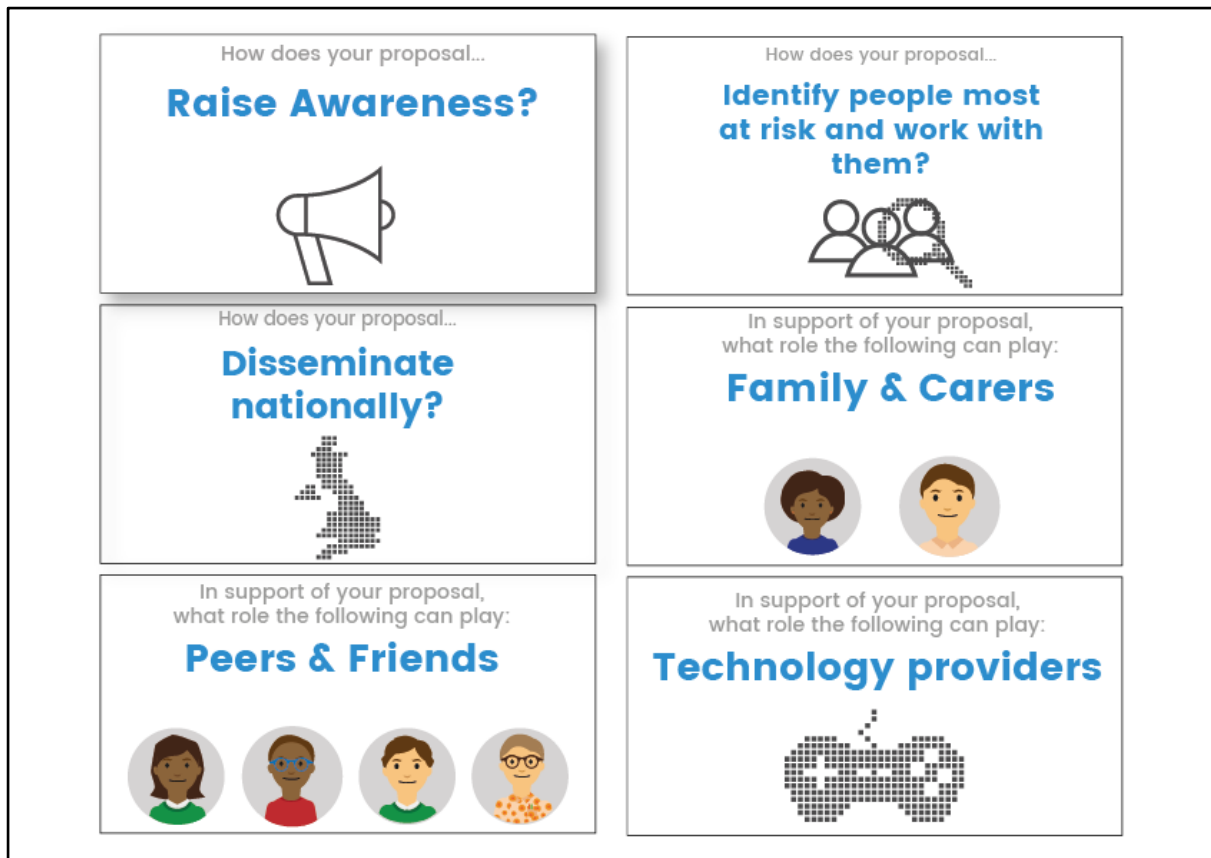 How does your proposal...
Raise Awareness?
How does your proposal...
Identify people most
at risk and work with
them?
How does your proposal...
Disseminate
nationally?
In support of your proposal,
what role the following can play:
Family & Carers
In support of your proposal,
what role the following can play:
Peers & Friends
In support of your proposal,
what role the following can play:
Technology providers